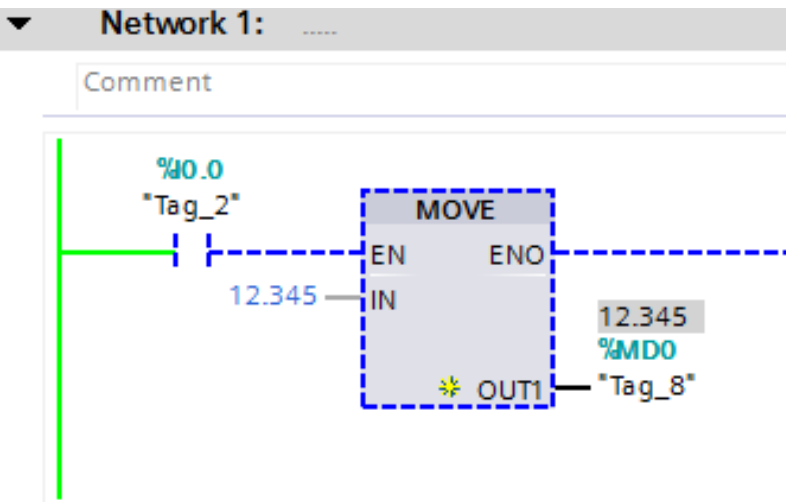 Network 1: .....
Comment
%I0.0
"Tag_2"
MOVE
EN ENO
12.345 IN
12.345
%MD0
OUT1 "Tag_8"